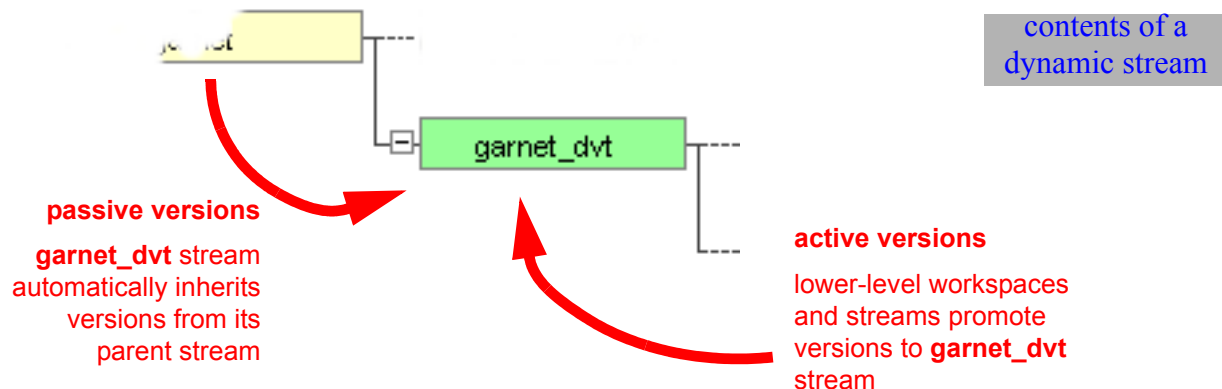 contents of a
dynamic stream
garnet_dvt
passive versions
garnet_dvt stream
automatically inherits
versions from its
parent stream
active versions
lower-level workspaces
and streams promote
versions to garnet_dvt
stream